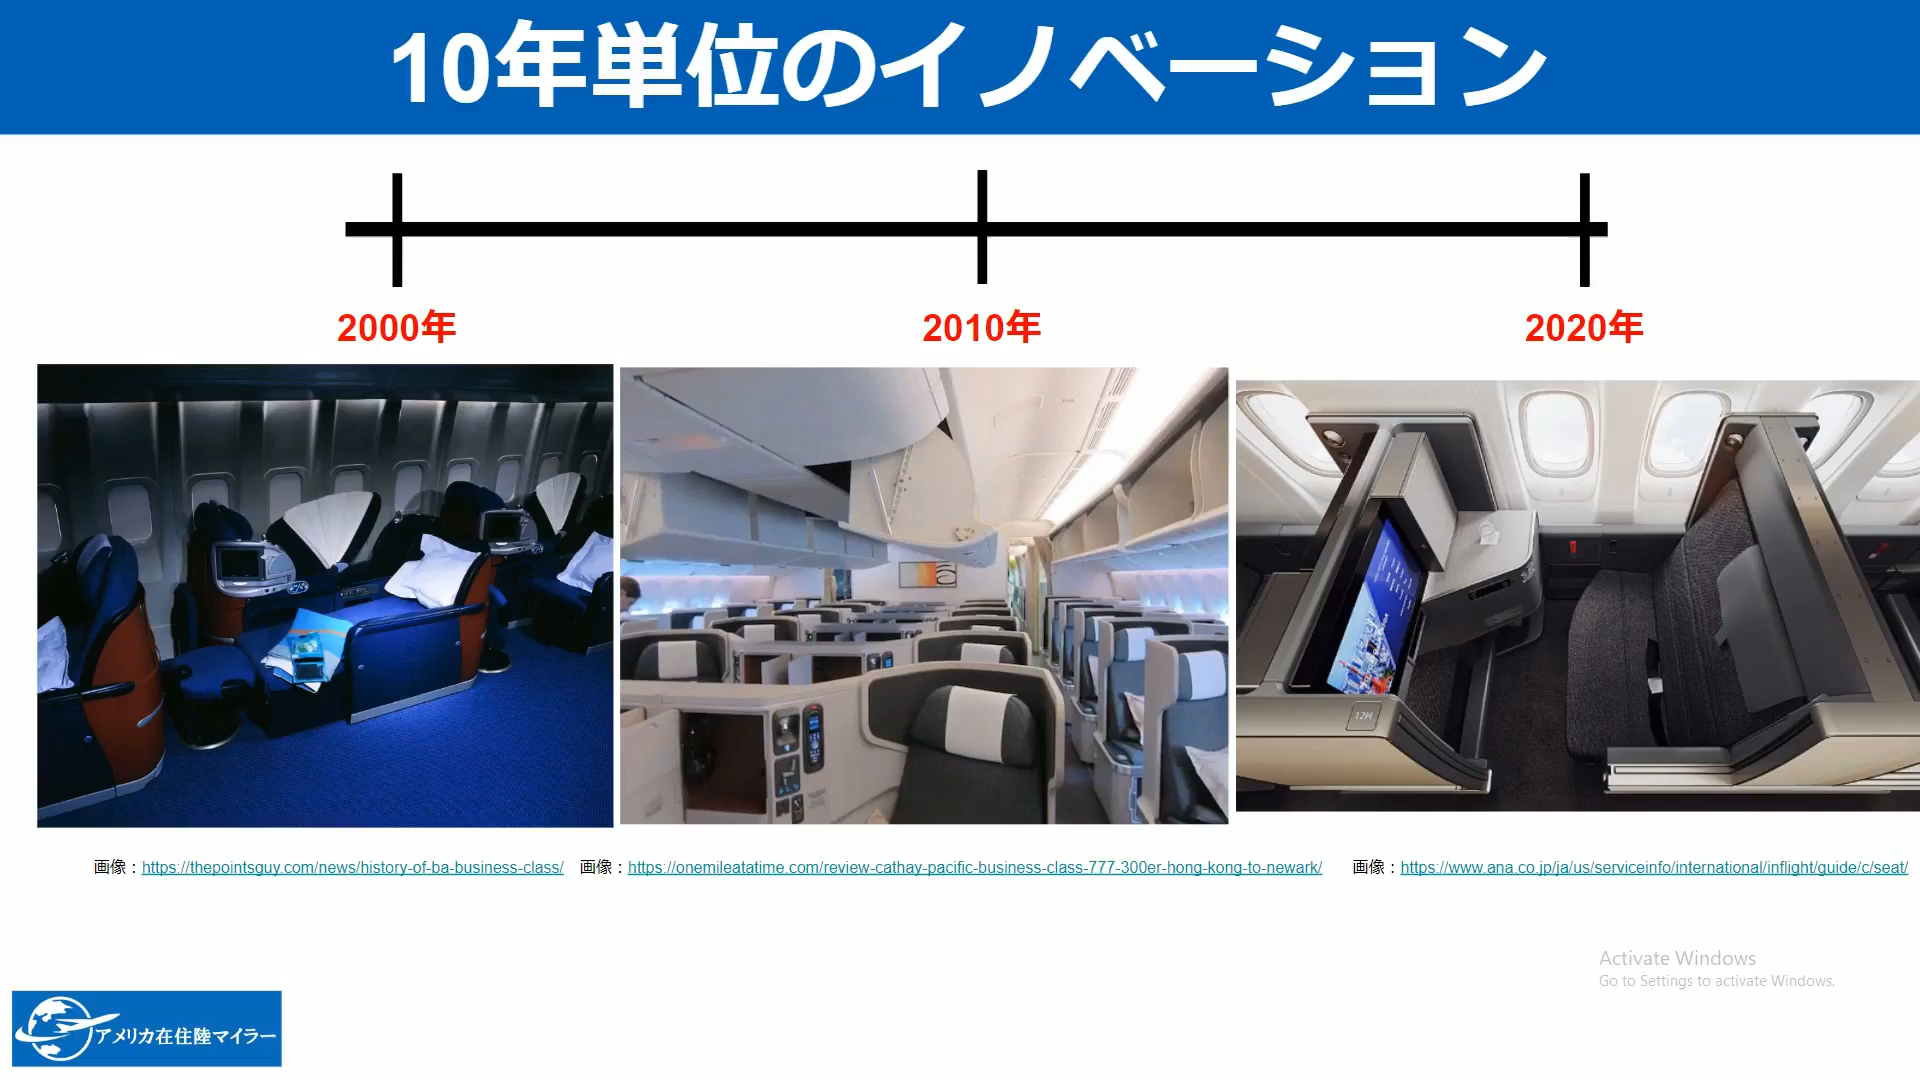 10年単位のイノベーション
2000年
2010年
2020年
12H
画像：https://thepointsguy.com/news/history-of-ba-business-class/
画像：https://onemileatatime.com/review-cathay-pacific-business-class-777-300er-hong-kong-to-newark/
画像：https://www.ana.co.jp/ja/us/serviceinfo/international/inflight/guide/c/seat/
Activate Windows
Go to Settings to activate Windows.
アメリカ在住陸マイラー